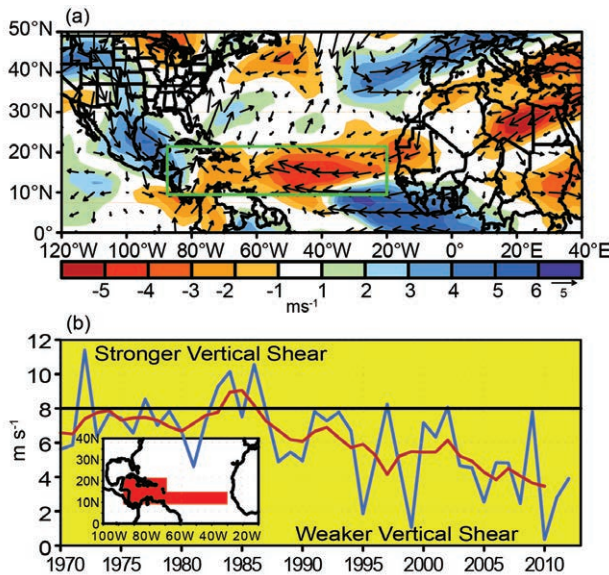 (a)
50°N
40°N
30°N
20°N
10°N
0°
120°W 100°W 80°W 60°W 40°W 20°W 0° 20°E 40°E
-5 -4 -3 -2 -1 1 2 3 4 5 6 5
ms-1
(b)
12
10
8
6
4
2
0
m s-1
Stronger Vertical Shear
40N
30N
20N
10N
0
100W 80W 60W 40W 20W
Weaker Vertical Shear
1970 1975 1980 1985 1990 1995 2000 2005 2010